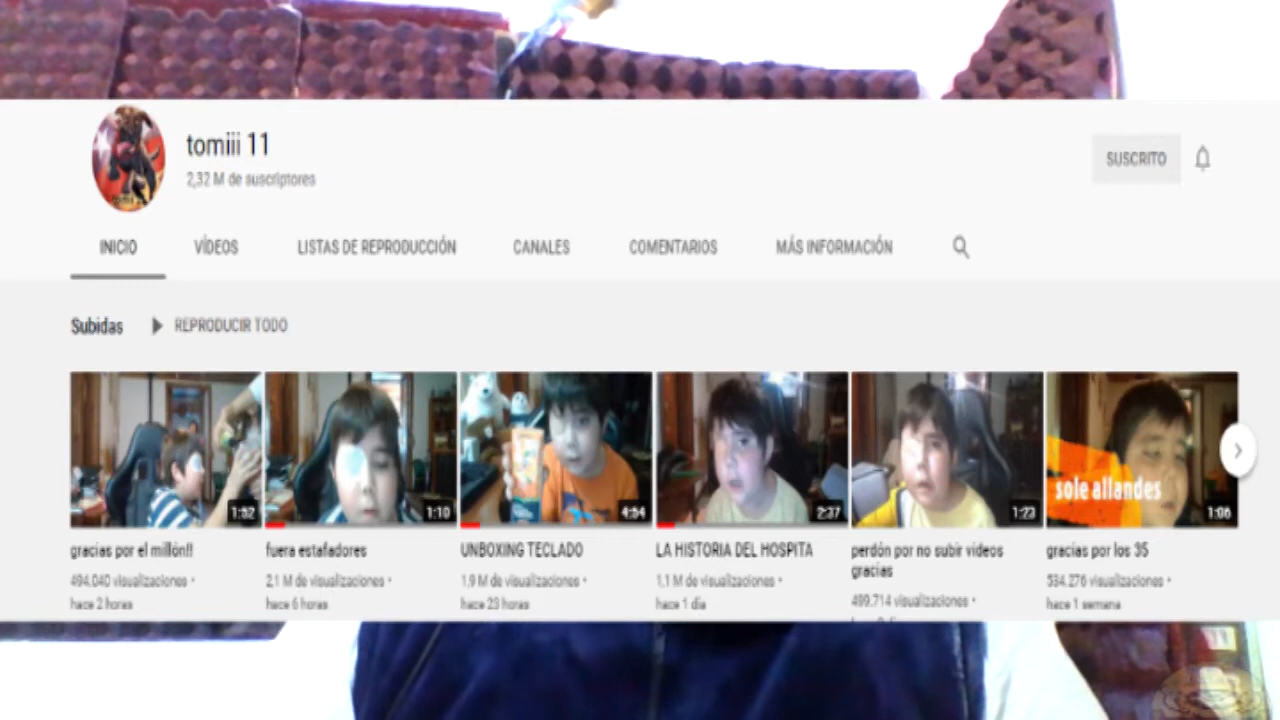 tomiii 11
2,32 M de suscriptores
SUSCRITO
INICIO
VÍDEOS
LISTAS DE REPRODUCCIÓN
CANALES
COMENTARIOS
MÁS INFORMACIÓN
Subidas
REPRODUCIR TODO
1:52
1:10
4:54
2:37
1:23
sole allandes
1:06
gracias por el millón!!
494.040 visualizaciones •
hace 2 horas
fuera estafadores
2,1 M de visualizaciones •
hace 6 horas
UNBOXING TECLADO
1,9 M de visualizaciones •
hace 23 horas
LA HISTORIA DEL HOSPITA
1,1 M de visualizaciones •
hace 1 día
perdón por no subir videos
gracias
499.714 visualizaciones •
gracias por los 35
534.276 visualizaciones •
hace 1 semana